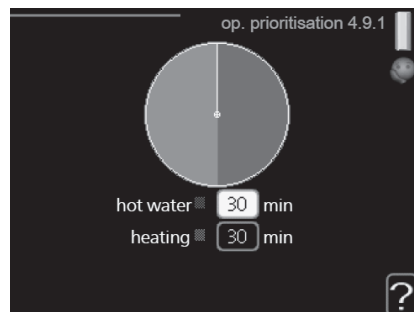 op. prioritisation 4.9.1
hot water 30 min
heating 30 min
?